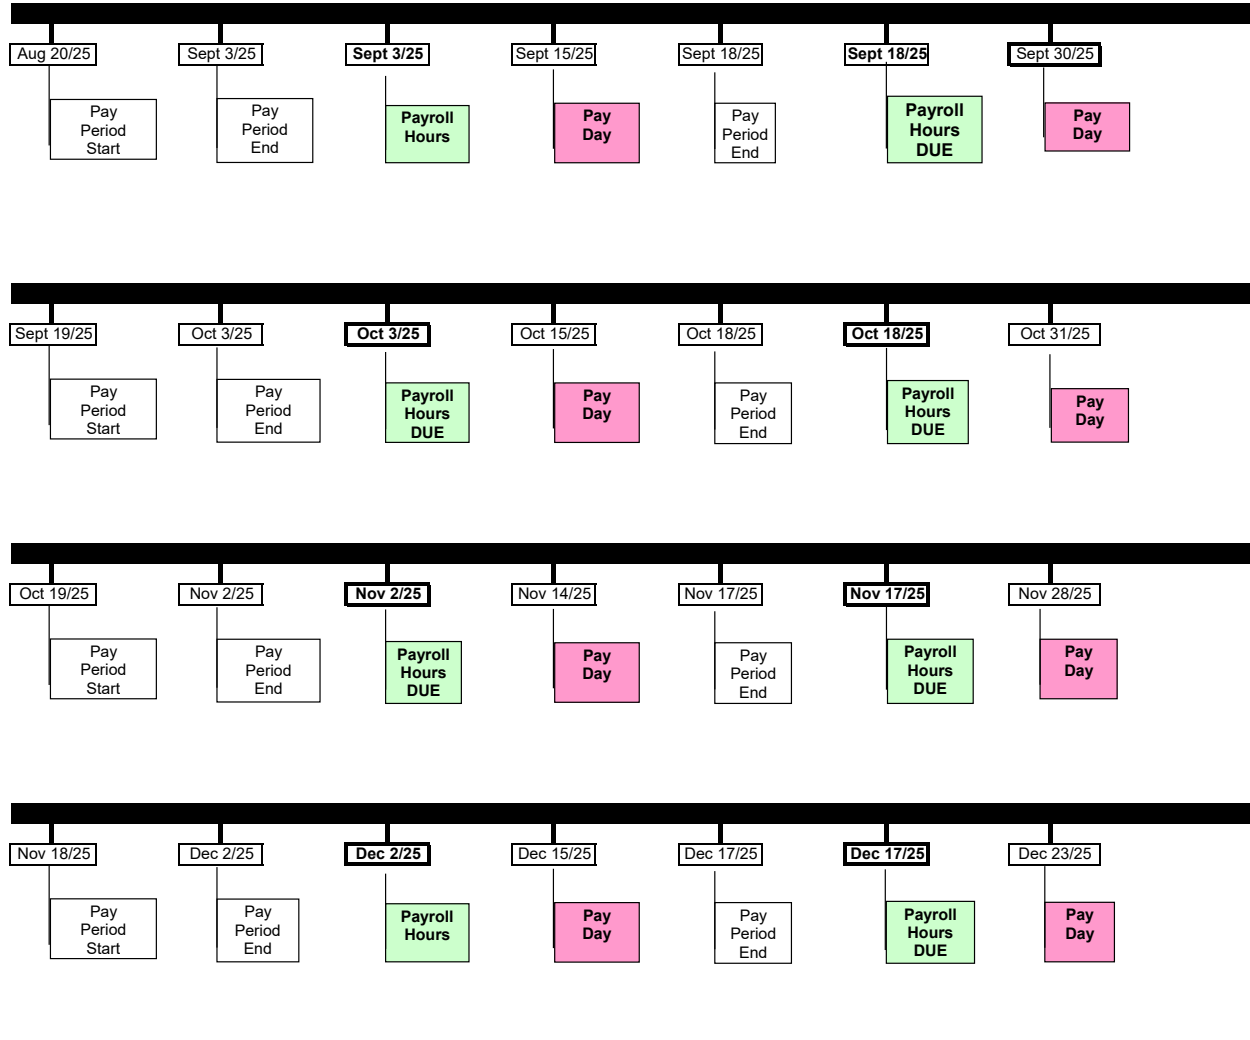 Aug 20/25 Sept 3/25 Sept 3/25 Sept 15/25 Sept 18/25 Sept 18/25 Sept 30/25
Pay
Period
Start
Pay
Period
End
Payroll
Hours
Pay
Day
Pay
Period
End
Payroll
Hours
DUE
Pay
Day
Sept 19/25 Oct 3/25 Oct 3/25 Oct 15/25 Oct 18/25 Oct 18/25 Oct 31/25
Pay
Period
Start
Pay
Period
End
Payroll
Hours
DUE
Pay
Day
Pay
Period
End
Payroll
Hours
DUE
Pay
Day
Oct 19/25 Nov 2/25 Nov 2/25 Nov 14/25 Nov 17/25 Nov 17/25 Nov 28/25
Pay
Period
Start
Pay
Period
End
Payroll
Hours
DUE
Pay
Day
Pay
Period
End
Payroll
Hours
DUE
Pay
Day
Nov 18/25 Dec 2/25 Dec 2/25 Dec 15/25 Dec 17/25 Dec 17/25 Dec 23/25
Pay
Period
Start
Pay
Period
End
Payroll
Hours
Pay
Day
Pay
Period
End
Payroll
Hours
DUE
Pay
Day